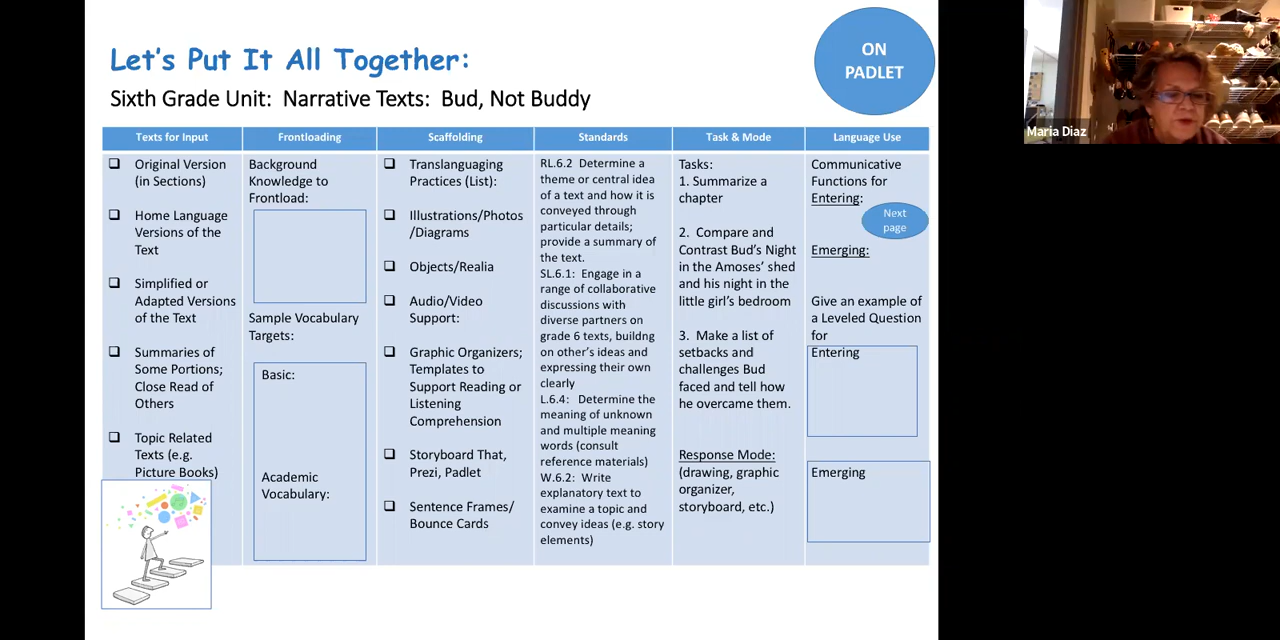 Let's Put It All Together:
ON
PADLET
Sixth Grade Unit: Narrative Texts: Bud, Not Buddy
Maria Diaz
Texts for Input
Original Version
(in Sections)
Home Language
Versions of the
Text
Simplified or
Adapted Versions
of the Text
Summaries of
Some Portions;
Close Read of
Others
Topic Related
Texts (e.g.
Picture Books)
Frontloading
Background
Knowledge to
Frontload:
Sample Vocabulary
Targets:
Basic:
Academic
Vocabulary:
Scaffolding
Translanguaging
Practices (List):
Illustrations/Photos
/Diagrams
Objects/Realia
Audio/Video
Support:
Graphic Organizers;
Templates to
Support Reading or
Listening
Comprehension
Storyboard That,
Prezi, Padlet
Sentence Frames/
Bounce Cards
Standards
RL.6.2 Determine a
theme or central idea
of a text and how it is
conveyed through
particular details;
provide a summary of
the text.
SL.6.1: Engage in a
range of collaborative
discussions with
diverse partners on
grade 6 texts, buildng
on other's ideas and
expressing their own
clearly
L.6.4: Determine the
meaning of unknown
and multiple meaning
words (consult
reference materials)
W.6.2: Write
explanatory text to
examine a topic and
convey ideas (e.g. story
elements)
Task & Mode
Tasks:
1. Summarize a
chapter
2. Compare and
Contrast Bud's Night
in the Amoses' shed
and his night in the
little girl's bedroom
3. Make a list of
setbacks and
challenges Bud
faced and tell how
he overcame them.
Response Mode:
(drawing, graphic
organizer,
storyboard, etc.)
Language Use
Communicative
Functions for
Entering:
Next
page
Emerging:
Give an example of
a Leveled Question
for
Entering
Emerging